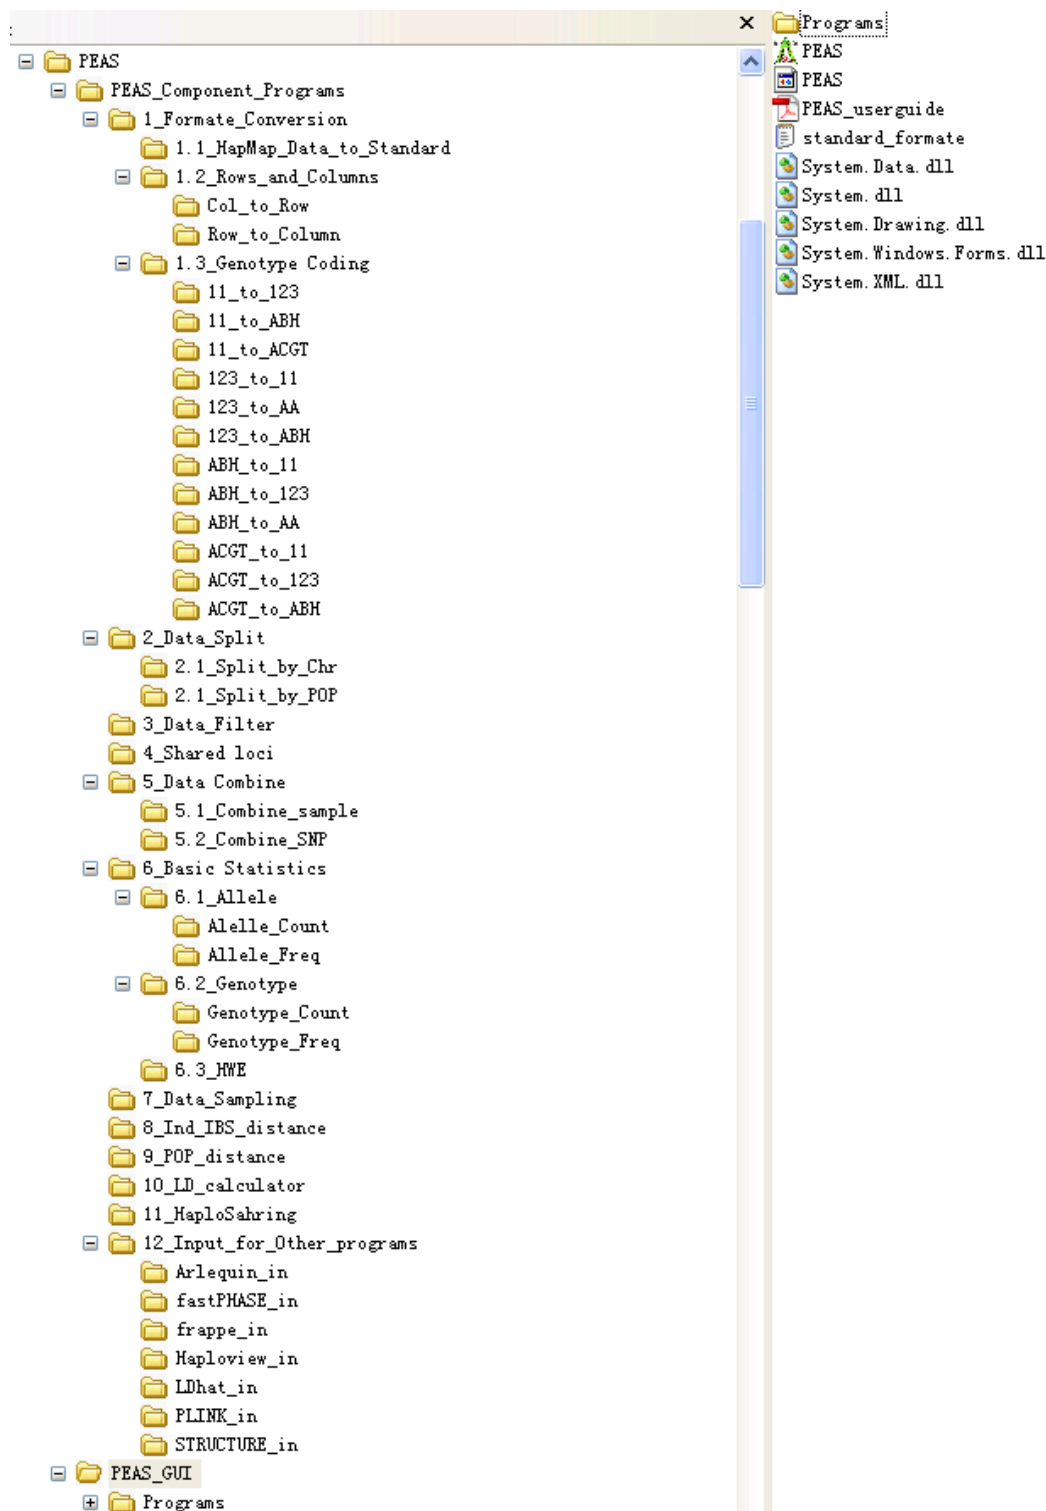 PEAS
PEAS_Component_Programs
1_Formate_Conversion
1.1_HapMap_Data_to_Standard
1.2_Rows_and_Columns
Col_to_Row
Row_to_Column
1.3_Genotype Coding
11_to_123
11_to_ABH
11_to_ACGT
123_to_11
123_to_AA
123_to_ABH
ABH_to_11
ABH_to_123
ABH_to_AA
ACGT_to_11
ACGT_to_123
ACGT_to_ABH
2_Data_Split
2.1_Split_by_Chr
2.1_Split_by_POP
3_Data_Filter
4_Shared loci
5_Data Combine
5.1_Combine_sample
5.2_Combine_SNP
6_Basic Statistics
6.1_Allele
Alelle_Count
Allele_Freq
6.2_Genotype
Genotype_Count
Genotype_Freq
6.3_HWE
7_Data_Sampling
8_Ind_IBS_distance
9_POP_distance
10_LD_calculator
11_HaploSahring
12_Input_for_Other_programs
Arlequin_in
fastPHASE_in
frappe_in
Haploview_in
LDhat_in
PLINK_in
STRUCTURE_in
PEAS_GUI
Programs
Programs
PEAS
PEAS
PEAS_userguide
standard_formate
System.Data.dll
System.dll
System.Drawing.dll
System.Windows.Forms.dll
System.XML.dll